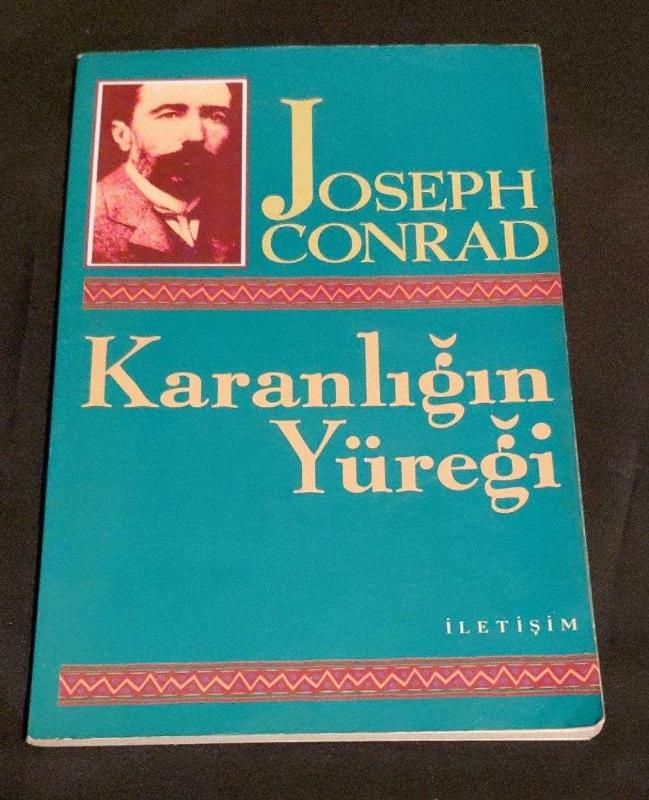 JOSEPH
CONRAD
Karanlığın
Yüreği
İLETİŞİM